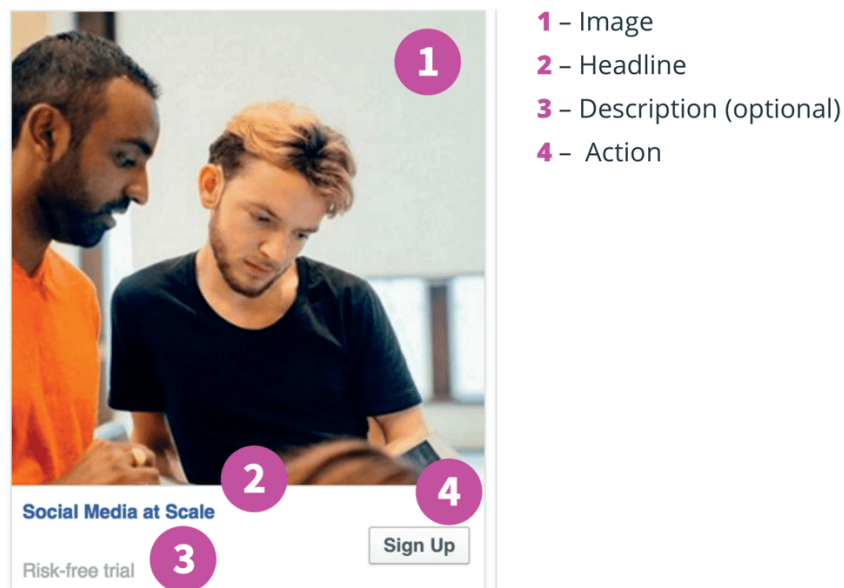 1
1 – Image
2 – Headline
3 – Description (optional)
4 – Action
2
4
Social Media at Scale
Sign Up
3
Risk-free trial